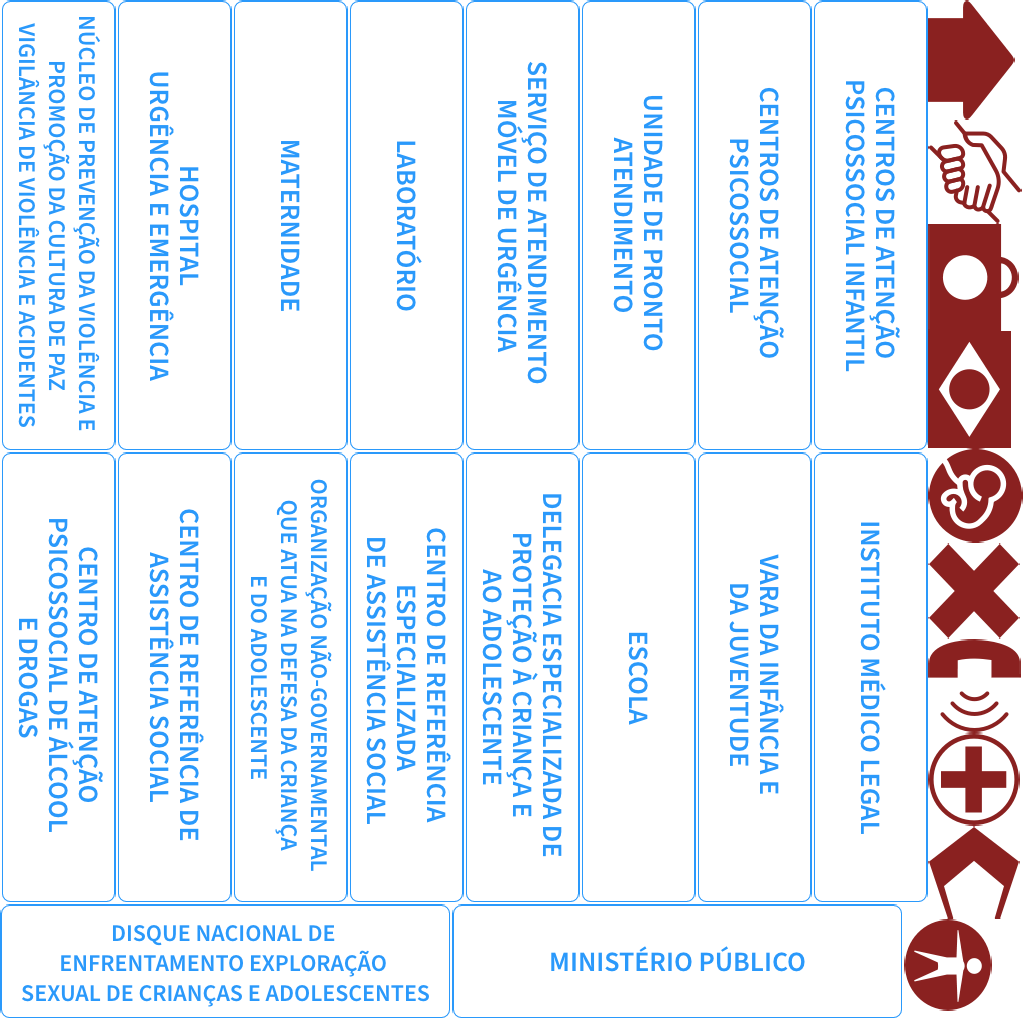 NÚCLEO DE PREVENÇÃO DA VIOLÊNCIA E
PROMOÇÃO DA CULTURA DE PAZ
VIGILÂNCIA DE VIOLÊNCIA E ACIDENTES
HOSPITAL
URGÊNCIA E EMERGÊNCIA
MATERNIDADE
LABORATÓRIO
SERVIÇO DE ATENDIMENTO
MÓVEL DE URGÊNCIA
UNIDADE DE PRONTO
ATENDIMENTO
CENTROS DE ATENÇÃO
PSICOSSOCIAL
CENTROS DE ATENÇÃO
PSICOSSOCIAL INFANTIL
CENTRO DE ATENÇÃO
PSICOSSOCIAL DE ÁLCOOL
E DROGAS
CENTRO DE REFERÊNCIA DE
ASSISTÊNCIA SOCIAL
ORGANIZAÇÃO NÃO-GOVERNAMENTAL
QUE ATUA NA DEFESA DA CRIANÇA
E DO ADOLESCENTE
CENTRO DE REFERÊNCIA
ESPECIALIZADA
DE ASSISTÊNCIA SOCIAL
DELEGACIA ESPECIALIZADA DE
PROTEÇÃO À CRIANÇA E
AO ADOLESCENTE
ESCOLA
VARA DA INFÂNCIA E
DA JUVENTUDE
INSTITUTO MÉDICO LEGAL
DISQUE NACIONAL DE
ENFRENTAMENTO EXPLORAÇÃO
SEXUAL DE CRIANÇAS E ADOLESCENTES
MINISTÉRIO PÚBLICO